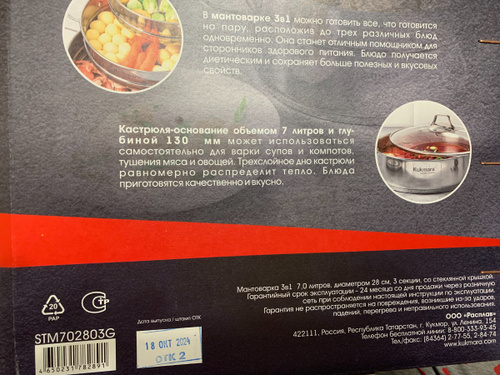 В мантоварке 3в1 можно готовить все, что готовится
на пару, расположив до трех различных блюд
одновременно. Она станет отличным помощником для
сторонников здорового питания. Блюдо получается
диетическим и сохраняет больше полезных и вкусовых
свойств.
Кастрюля-основание объемом 7 литров и глу-
биной 130 мм может использоваться
самостоятельно для варки супов и компотов,
тушения мяса и овощей. Трехслойное дно кастрюли
равномерно распределит тепло. Блюда
приготовятся качественно и вкусно.
Kukmara
Мантоварка 3в1 7,0 литров, диаметром 28 см, 3 секции, со стеклянной крышкой.
Гарантийный срок эксплуатации - 24 месяца со дня продажи через розничную
сеть при соблюдении настоящей инструкции по эксплуатации.
Гарантия не распространяется на повреждения, возникшие из-за ударов,
падений, перегрева и неправильного использования.
ООО «Расплав»
422111, Россия, Республика Татарстан, г. Кукмор, ул. Ленина, 154
Телефон бесплатной линии: 8-800-333-93-45
Тел./факс: (84364) 2-77-55, 2-84-74
www.kukmara.com
20
PAP
Дата выпуска / штамп ОТК
18 ОКТ 2024
ОТК 2
STM702803G
4 650231 782891